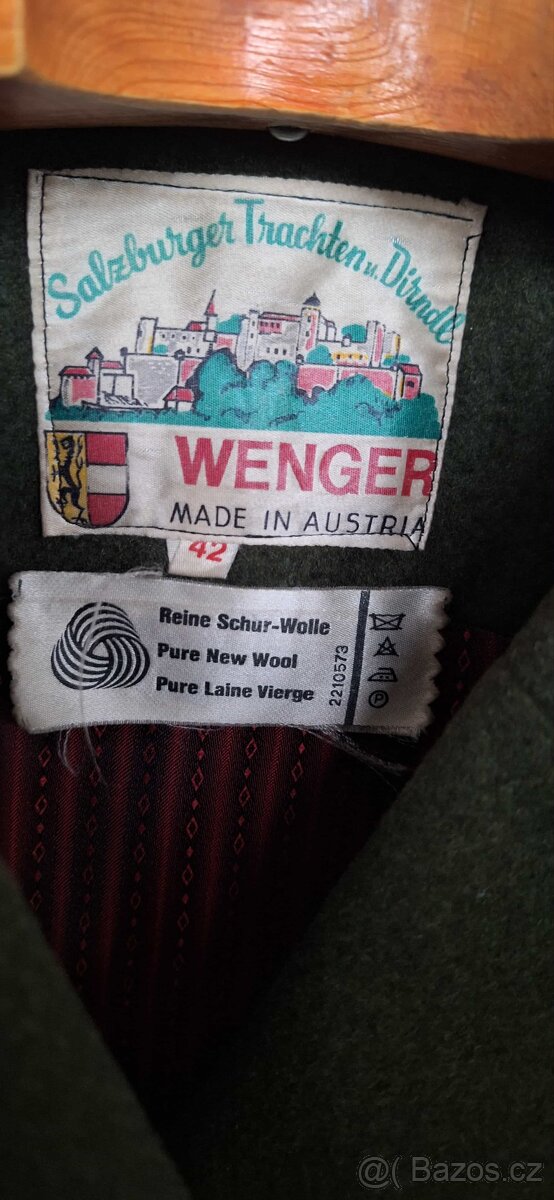 Salzburger Trachten u. Dirndl
WENGER
MADE IN AUSTRIA
42
Reine Schur-Wolle
Pure New Wool
Pure Laine Vierge
2210573
P
@( Bazos.cz